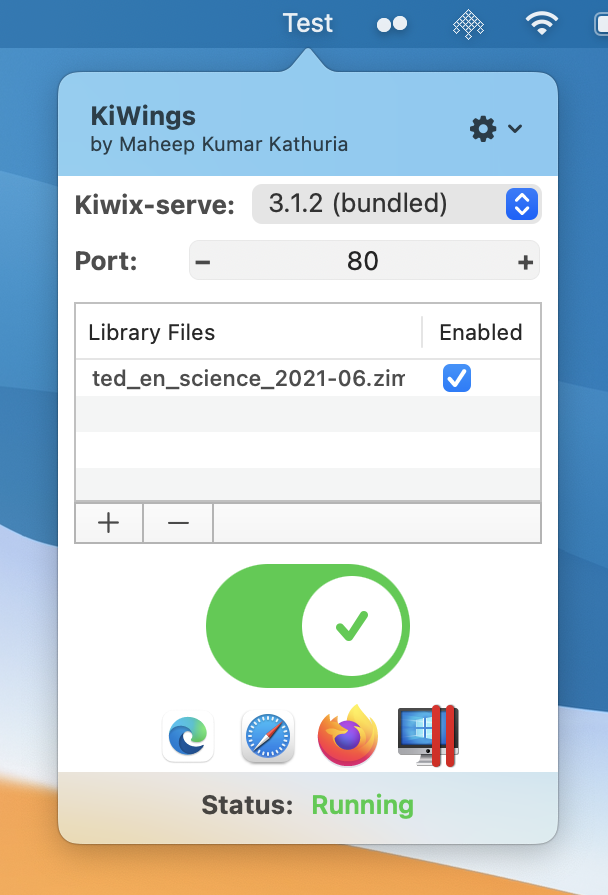 Test
KiWings
by Maheep Kumar Kathuria
Kiwix-serve: 3.1.2 (bundled)
Port: − 80 +
Library Files Enabled
ted_en_science_2021-06.zim
+ −
Status: Running